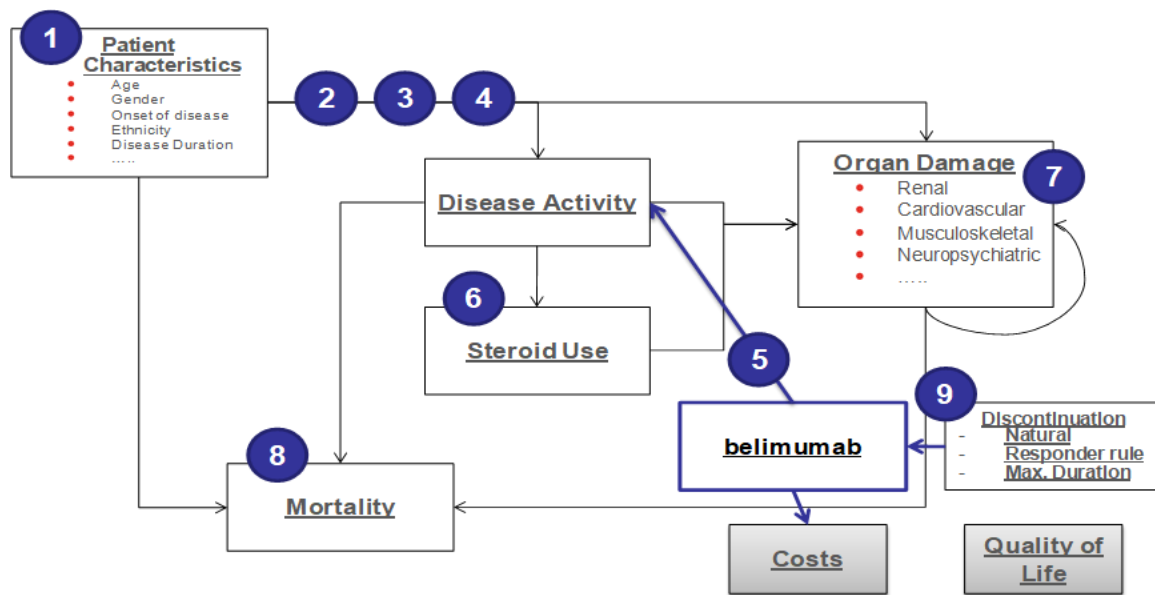 1
Patient
Characteristics
Age
Gender
Onset of disease
Ethnicity
Disease Duration
…..
2
3
4
Disease Activity
Organ Damage
7
Renal
Cardiovascular
Musculoskeletal
Neuropsychiatric
…..
6
Steroid Use
5
belimumab
9
Discontinuation
- Natural
- Responder rule
- Max. Duration
8
Mortality
Costs
Quality of
Life